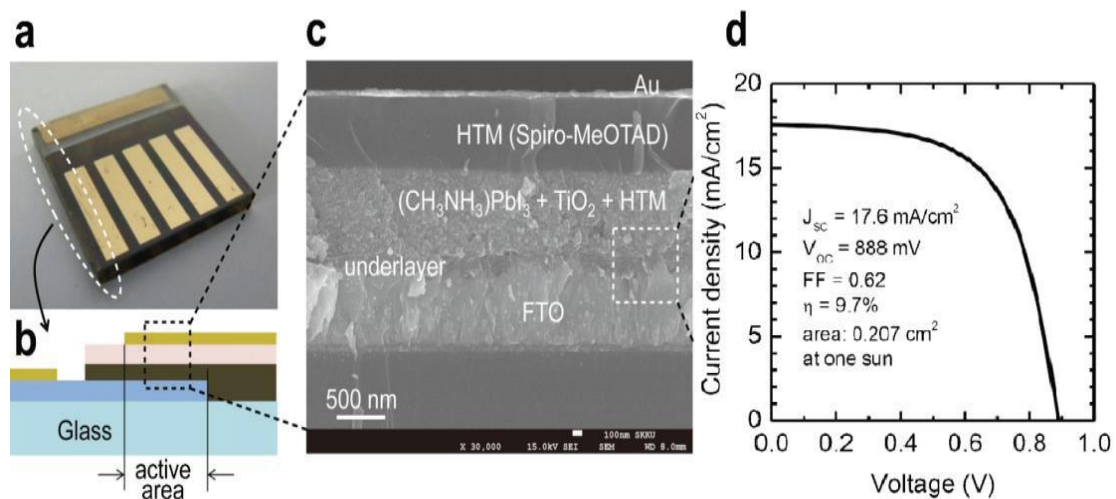 a
b
Glass
active
area
c
Au
HTM (Spiro-MeOTAD)
(CH3NH3)PbI3 + TiO2 + HTM
underlayer
FTO
500 nm
100nm SKKU
X 30,000 15.0kV SEI SEM WD 8.0mm
d
Current density (mA/cm²)
20
15
10
5
0
JSC = 17.6 mA/cm²
VOC = 888 mV
FF = 0.62
η = 9.7%
area: 0.207 cm²
at one sun
0.0 0.2 0.4 0.6 0.8 1.0
Voltage (V)